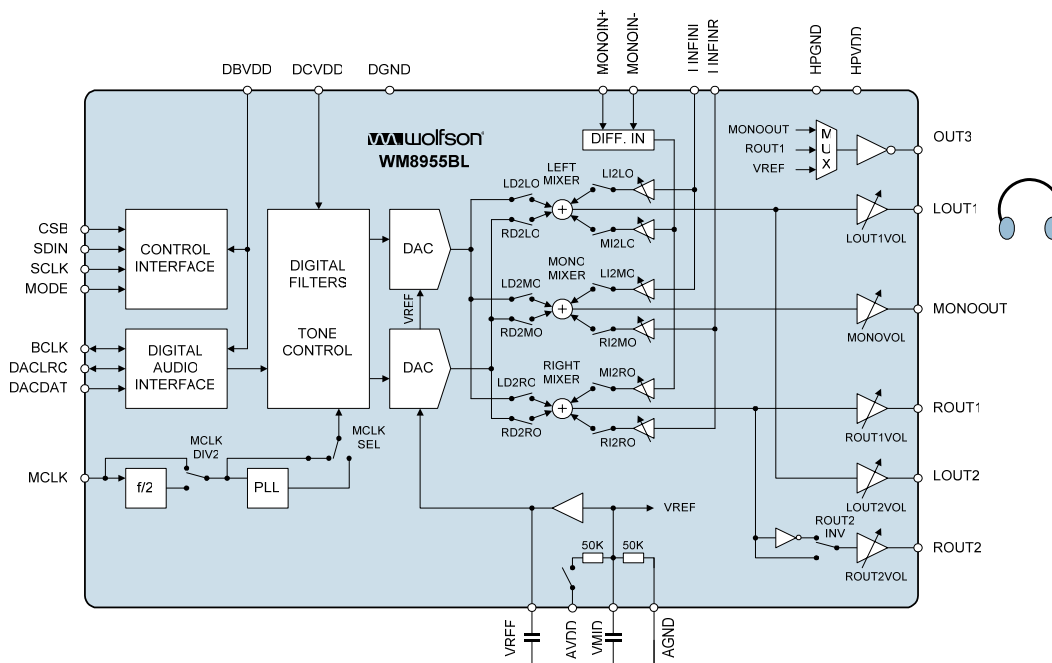 MONOIN+
MONOIN-
HPGND
HPVDD
DBVDD
DCVDD
DGND
wolfson
WM8955BL
DIFF. IN
MONOOUT
ROUT1
VREF
MUX
OUT3
LEFT
MIXER
LD2LO
RD2LO
LI2LO
LOUT1
LOUT1VOL
CSB
SDIN
SCLK
MODE
CONTROL
INTERFACE
DIGITAL
FILTERS
TONE
CONTROL
DAC
VREF
DAC
MIXER
RD2MO
RI2MO
MONOOUT
MONOVOL
BCLK
DACLRC
DACDAT
DIGITAL
AUDIO
INTERFACE
RIGHT
MIXER
RD2RO
MI2RO
RI2RO
ROUT1
ROUT1VOL
MCLK
f/2
MCLK
DIV2
PLL
MCLK
SEL
VREF
LOUT2
LOUT2VOL
50K
50K
ROUT2
INV
ROUT2
ROUT2VOL
AVDD
VMID
AGND